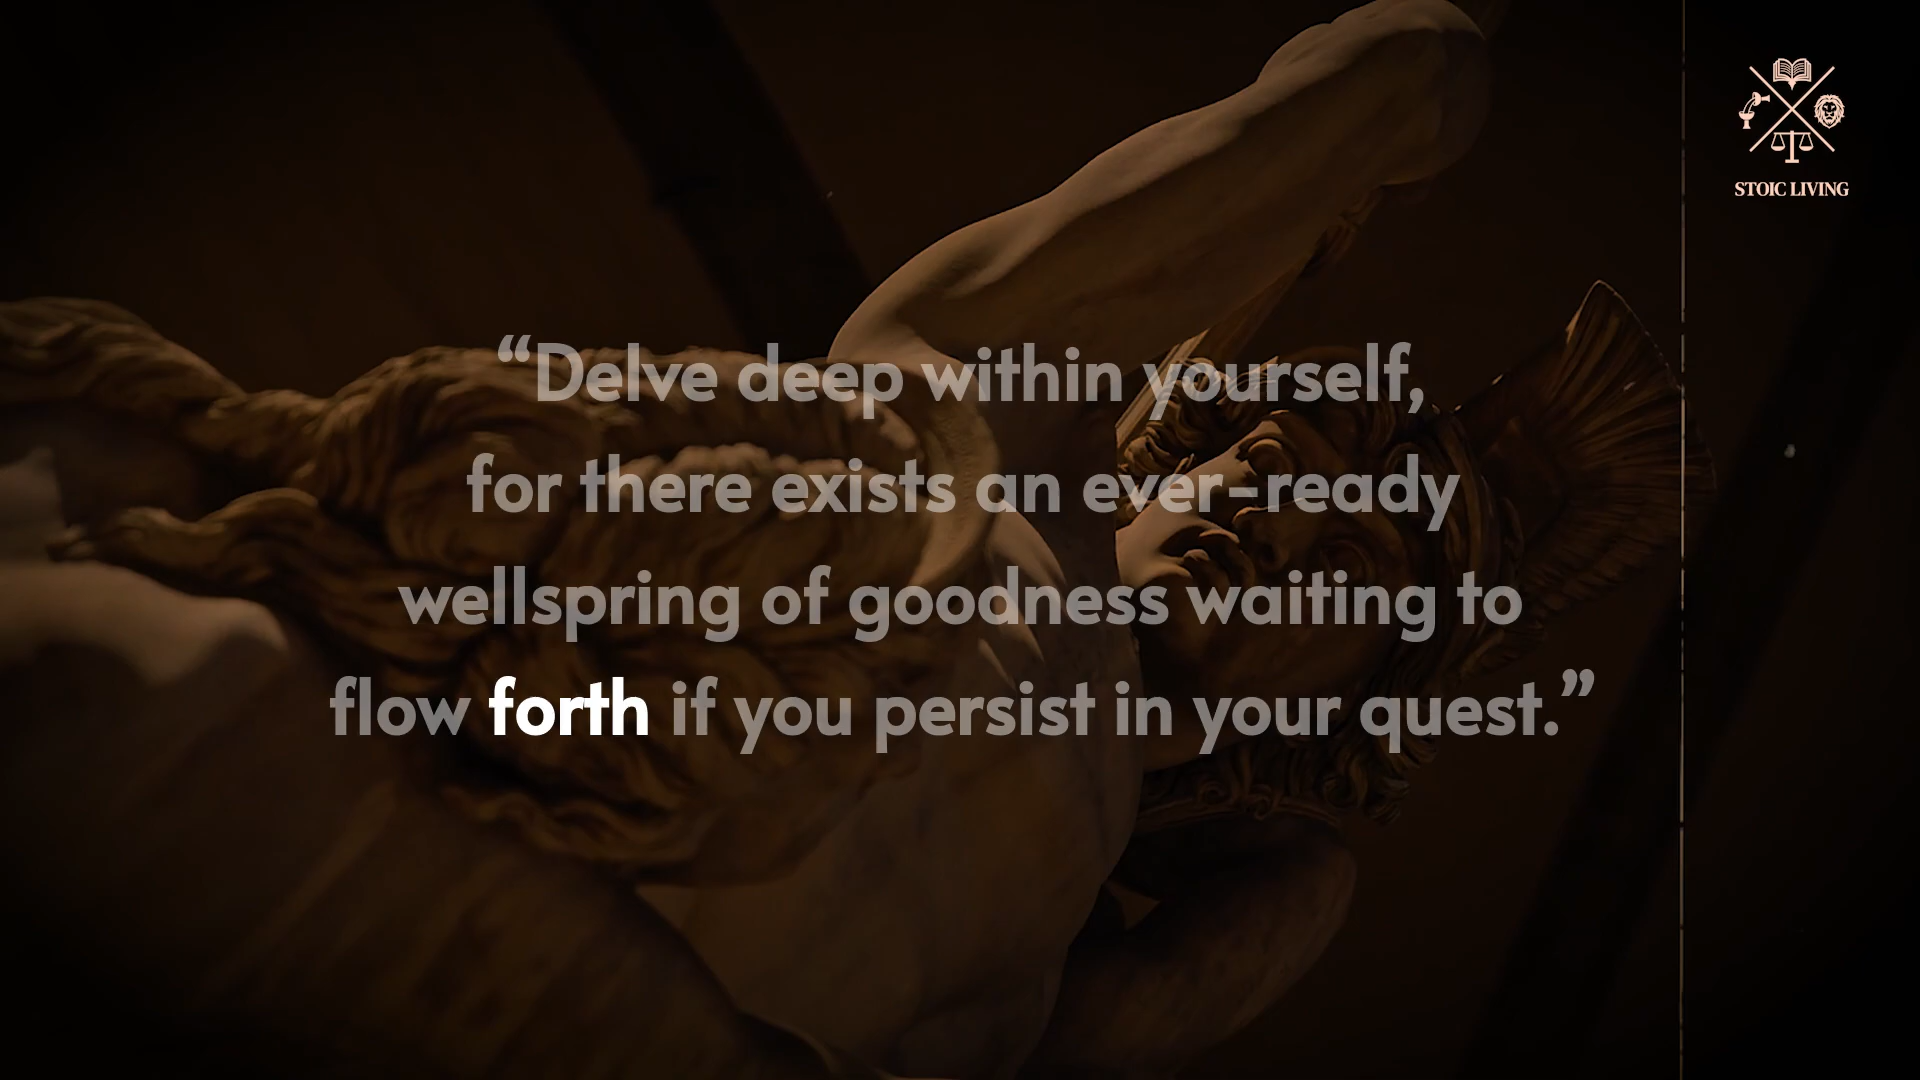 STOIC LIVING
“Delve deep within yourself,
for there exists an ever-ready
wellspring of goodness waiting to
flow forth if you persist in your quest.”